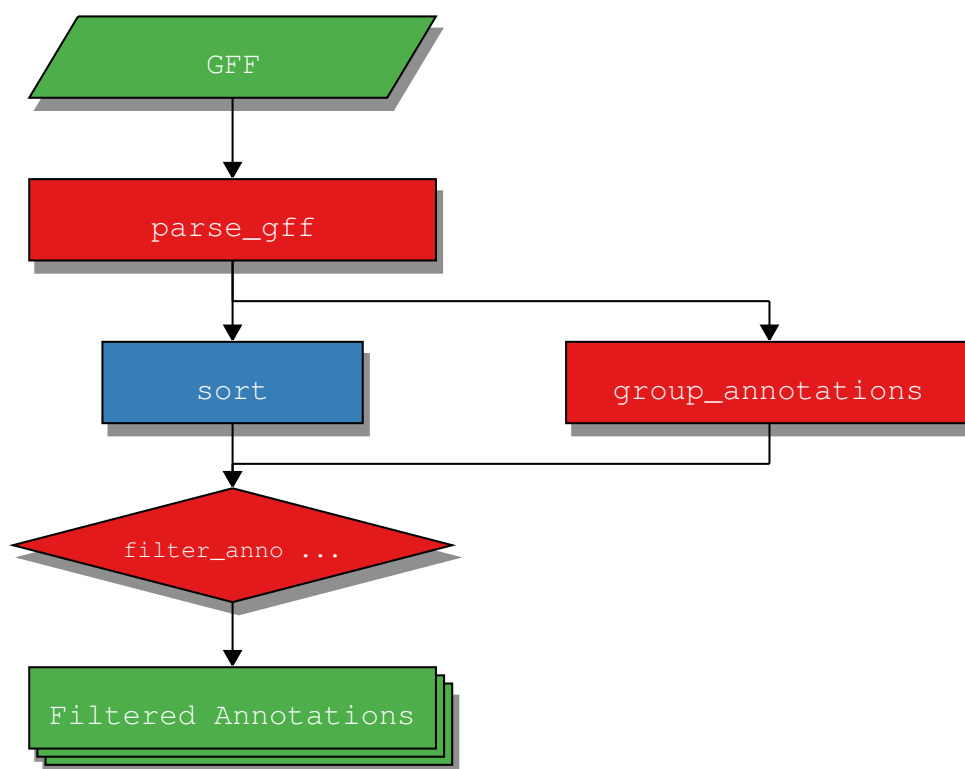 GFF
parse_gff
sort
group_annotations
filter_anno ...
Filtered Annotations